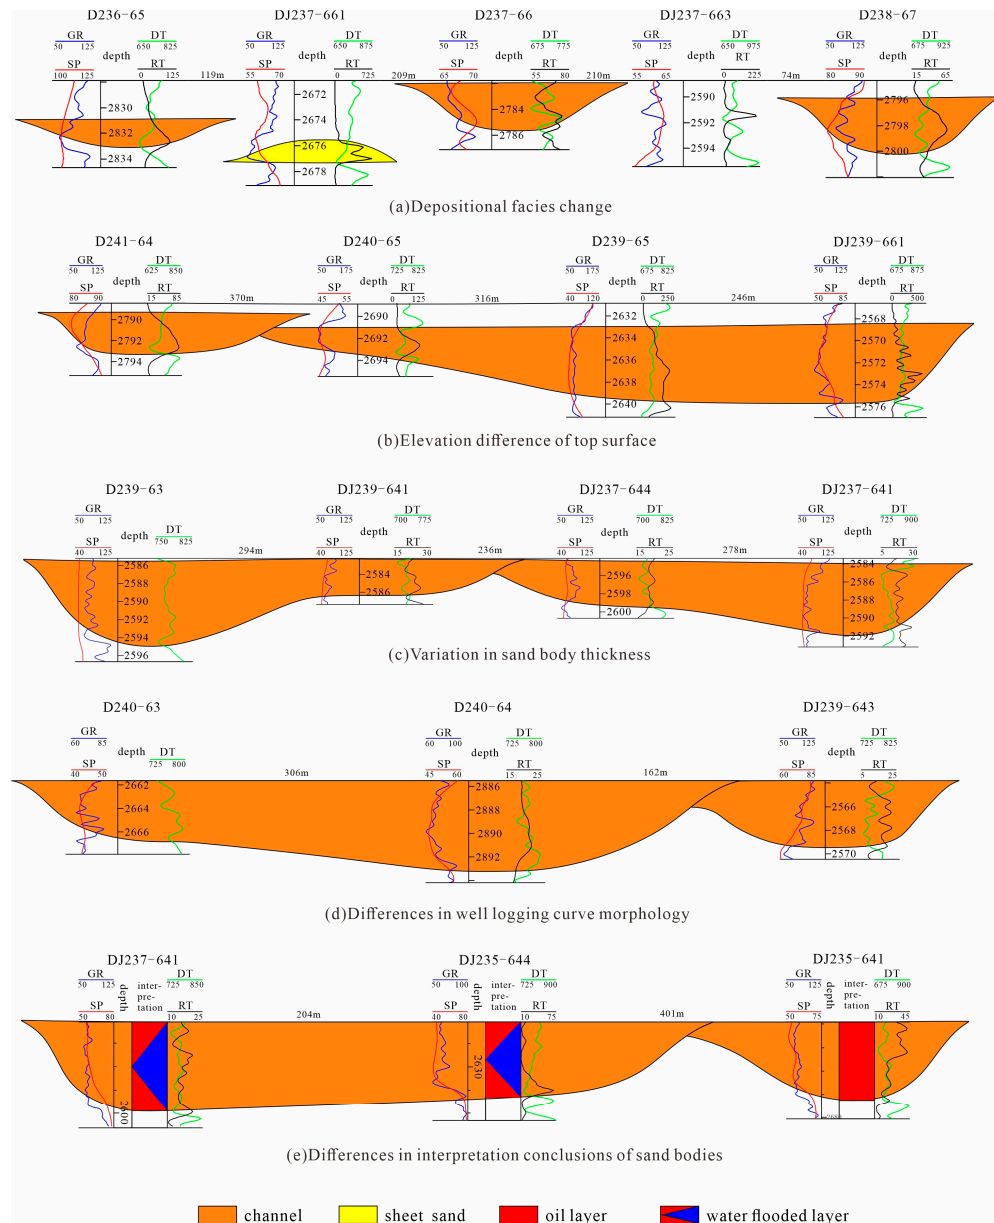 D236-65 DJ237-661 D237-66 DJ237-663 D238-67
GR DT GR DT GR DT GR DT GR DT
50 125 650 825 50 125 650 875 50 125 675 775 50 125 650 975 50 125 675 925
depth depth depth depth depth
SP RT SP RT SP RT SP RT SP RT
100 125 0 125 119m 55 70 0 725 209m 65 70 55 80 210m 55 65 0 225 74m 80 90 15 65
2830 2832 2834
2672 2674 2676 2678
2784 2786
2590 2592 2594
2796 2798 2800
(a)Depositional facies change
D241-64 D240-65 D239-65 DJ239-661
GR DT GR DT GR DT GR DT
50 125 625 850 50 175 725 825 50 175 675 825 50 125 675 875
depth depth depth depth
SP RT SP RT SP RT SP RT
80 90 15 85 370m 45 55 0 125 316m 40 120 0 250 246m 50 85 0 500
2790 2792 2794
2690 2692 2694
2632 2634 2636 2638 2640
2568 2570 2572 2574 2576
(b)Elevation difference of top surface
D239-63 DJ239-641 DJ237-644 DJ237-641
GR DT GR DT GR DT GR DT
50 125 750 825 50 125 700 775 50 125 700 825 50 125 725 900
depth depth depth depth
SP SP RT SP RT SP RT
40 125 294m 40 125 15 30 236m 40 125 15 25 278m 40 125 5 30
2586 2588 2590 2592 2594 2596
2584 2586
2596 2598 2600
2584 2586 2588 2590 2592
(c)Variation in sand body thickness
D240-63 D240-64 DJ239-643
GR DT GR DT GR DT
60 85 725 800 60 100 725 800 50 125 725 825
depth depth depth
SP SP RT SP RT
40 50 306m 45 60 15 25 162m 60 85 5 25
2662 2664 2666
2886 2888 2890 2892
2566 2568 2570
(d)Differences in well logging curve morphology
DJ237-641 DJ235-644 DJ235-641
GR depth inter- DT GR depth inter- DT GR depth inter- DT
50 125 pre- 725 850 50 100 pre- 725 900 50 125 pre- 675 900
SP tation RT SP tation RT SP tation RT
50 80 10 25 204m 40 80 10 75 401m 50 75 10 45
2600
2630
(e)Differences in interpretation conclusions of sand bodies
channel sheet sand oil layer water flooded layer